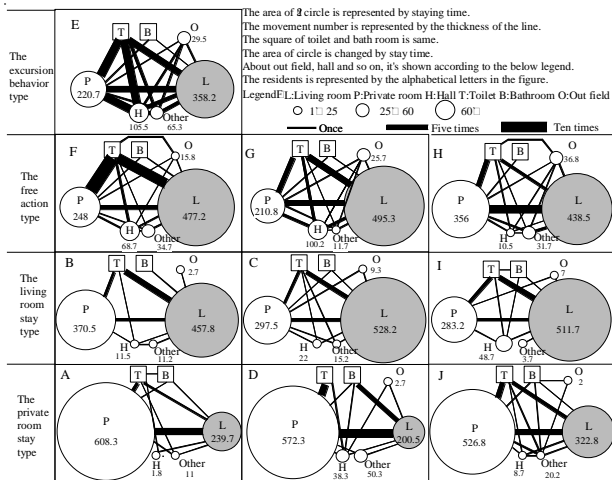 The area of circle is represented by staying time.
The movement number is represented by the thickness of the line.
The square of toilet and bath room is same.
The area of circle is changed by stay time.
About out field, hall and so on, it's shown according to the below legend.
The residents is represented by the alphabetical letters in the figure.
L:Living room P:Private room H:Hall T:Toilet B:Bathroom O:Out field
1□ 25 25□ 60 60□
Once Five times Ten times
The excursion behavior type
E
T B O
29.5
P
220.7
L
358.2
H
105.5
Other
65.3
The free action type
F
T B O
15.8
P
248
L
477.2
H
68.7
Other
34.7
G
T B O
25.7
P
210.8
L
495.3
H
100.2
Other
11.7
H
T B O
36.8
P
356
L
438.5
H
10.5
Other
31.7
The living room stay type
B
T B O
2.7
P
370.5
L
457.8
H
11.5
Other
11.2
C
T B O
9.3
P
297.5
L
528.2
H
22
Other
15.2
I
T B O
7
P
283.2
L
511.7
H
48.7
Other
3.7
The private room stay type
A
T B
P
608.3
L
239.7
H
1.8
Other
11
D
T B O
2.7
P
572.3
L
200.5
H
38.3
Other
50.3
J
T B O
2
P
526.8
L
322.8
H
8.7
Other
20.2